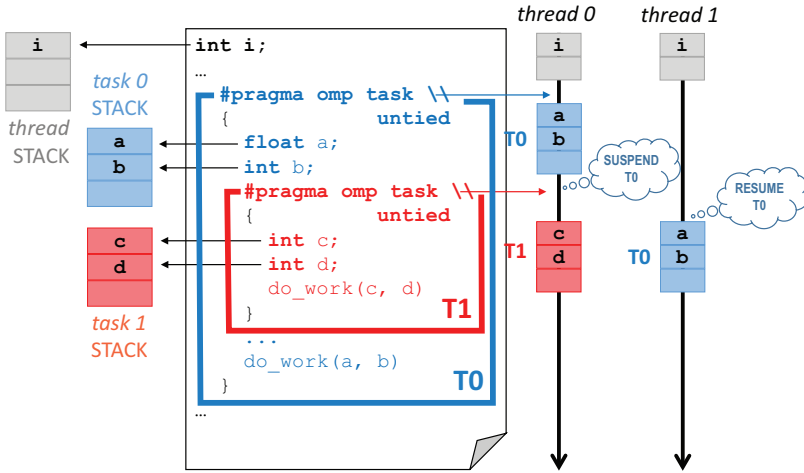 thread 0
thread 1
i
int i;
i
i
task 0
STACK
thread
STACK
…
#pragma omp task \\
{ untied
float a;
int b;
#pragma omp task \\
{ untied
int c;
int d;
do_work(c, d)
}
T1
...
do_work(a, b)
T0
}
…
a
b
c
d
task 1
STACK
a
b
T0
SUSPEND
T0
c
d
T1
RESUME
T0
a
b
T0